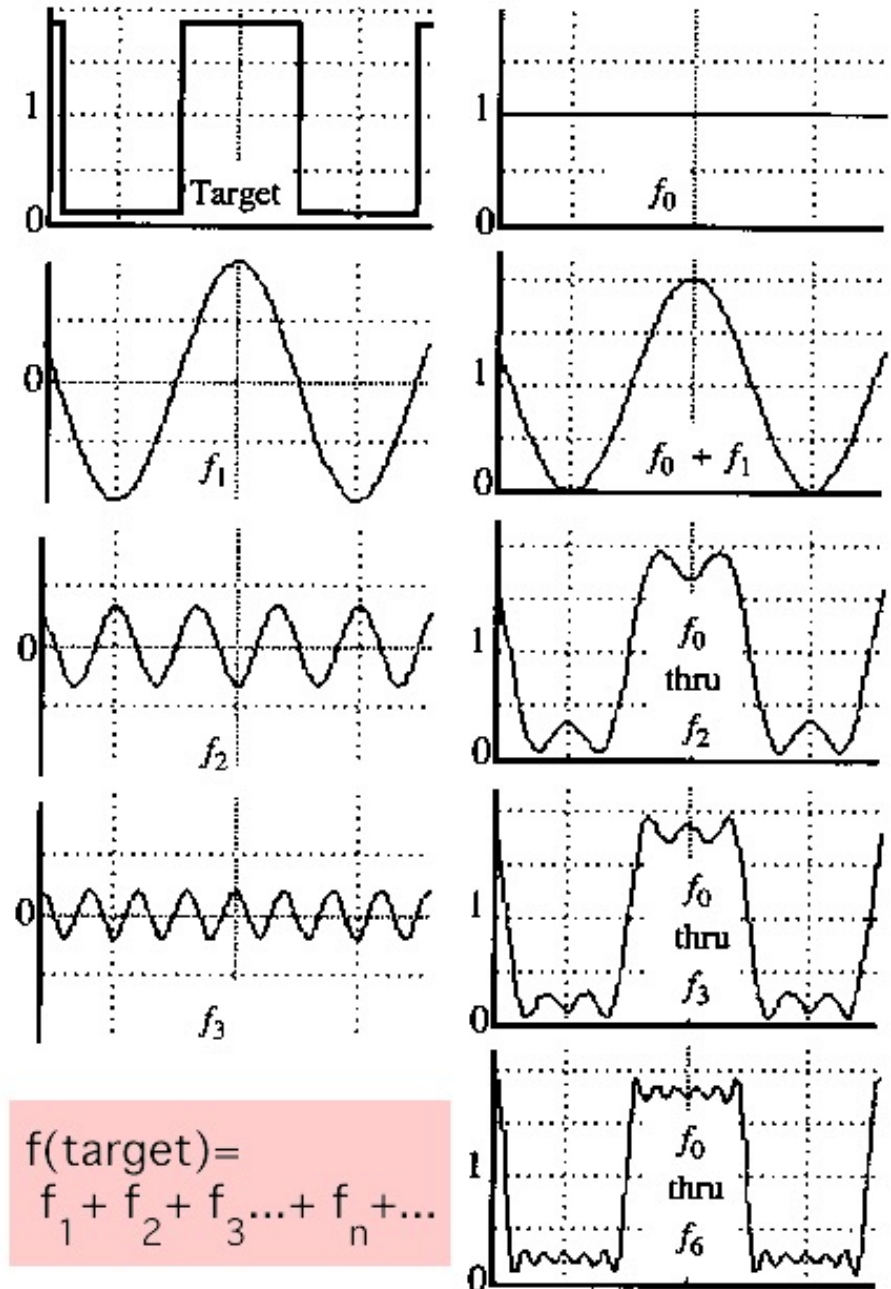 1
0
Target
1
0
f₀
0
f₁
1
0
f₀ + f₁
0
f₂
1
0
f₀
thru
f₂
0
f₃
1
0
f₀
thru
f₃
f(target)=
f₁+ f₂+ f₃...+ fₙ+...
1
0
f₀
thru
f₆